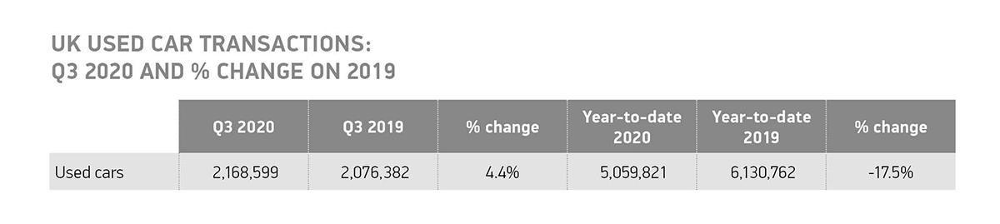 UK USED CAR TRANSACTIONS:
Q3 2020 AND % CHANGE ON 2019
Q3 2020 Q3 2019 % change Year-to-date 2020 Year-to-date 2019 % change
Used cars 2,168,599 2,076,382 4.4% 5,059,821 6,130,762 -17.5%